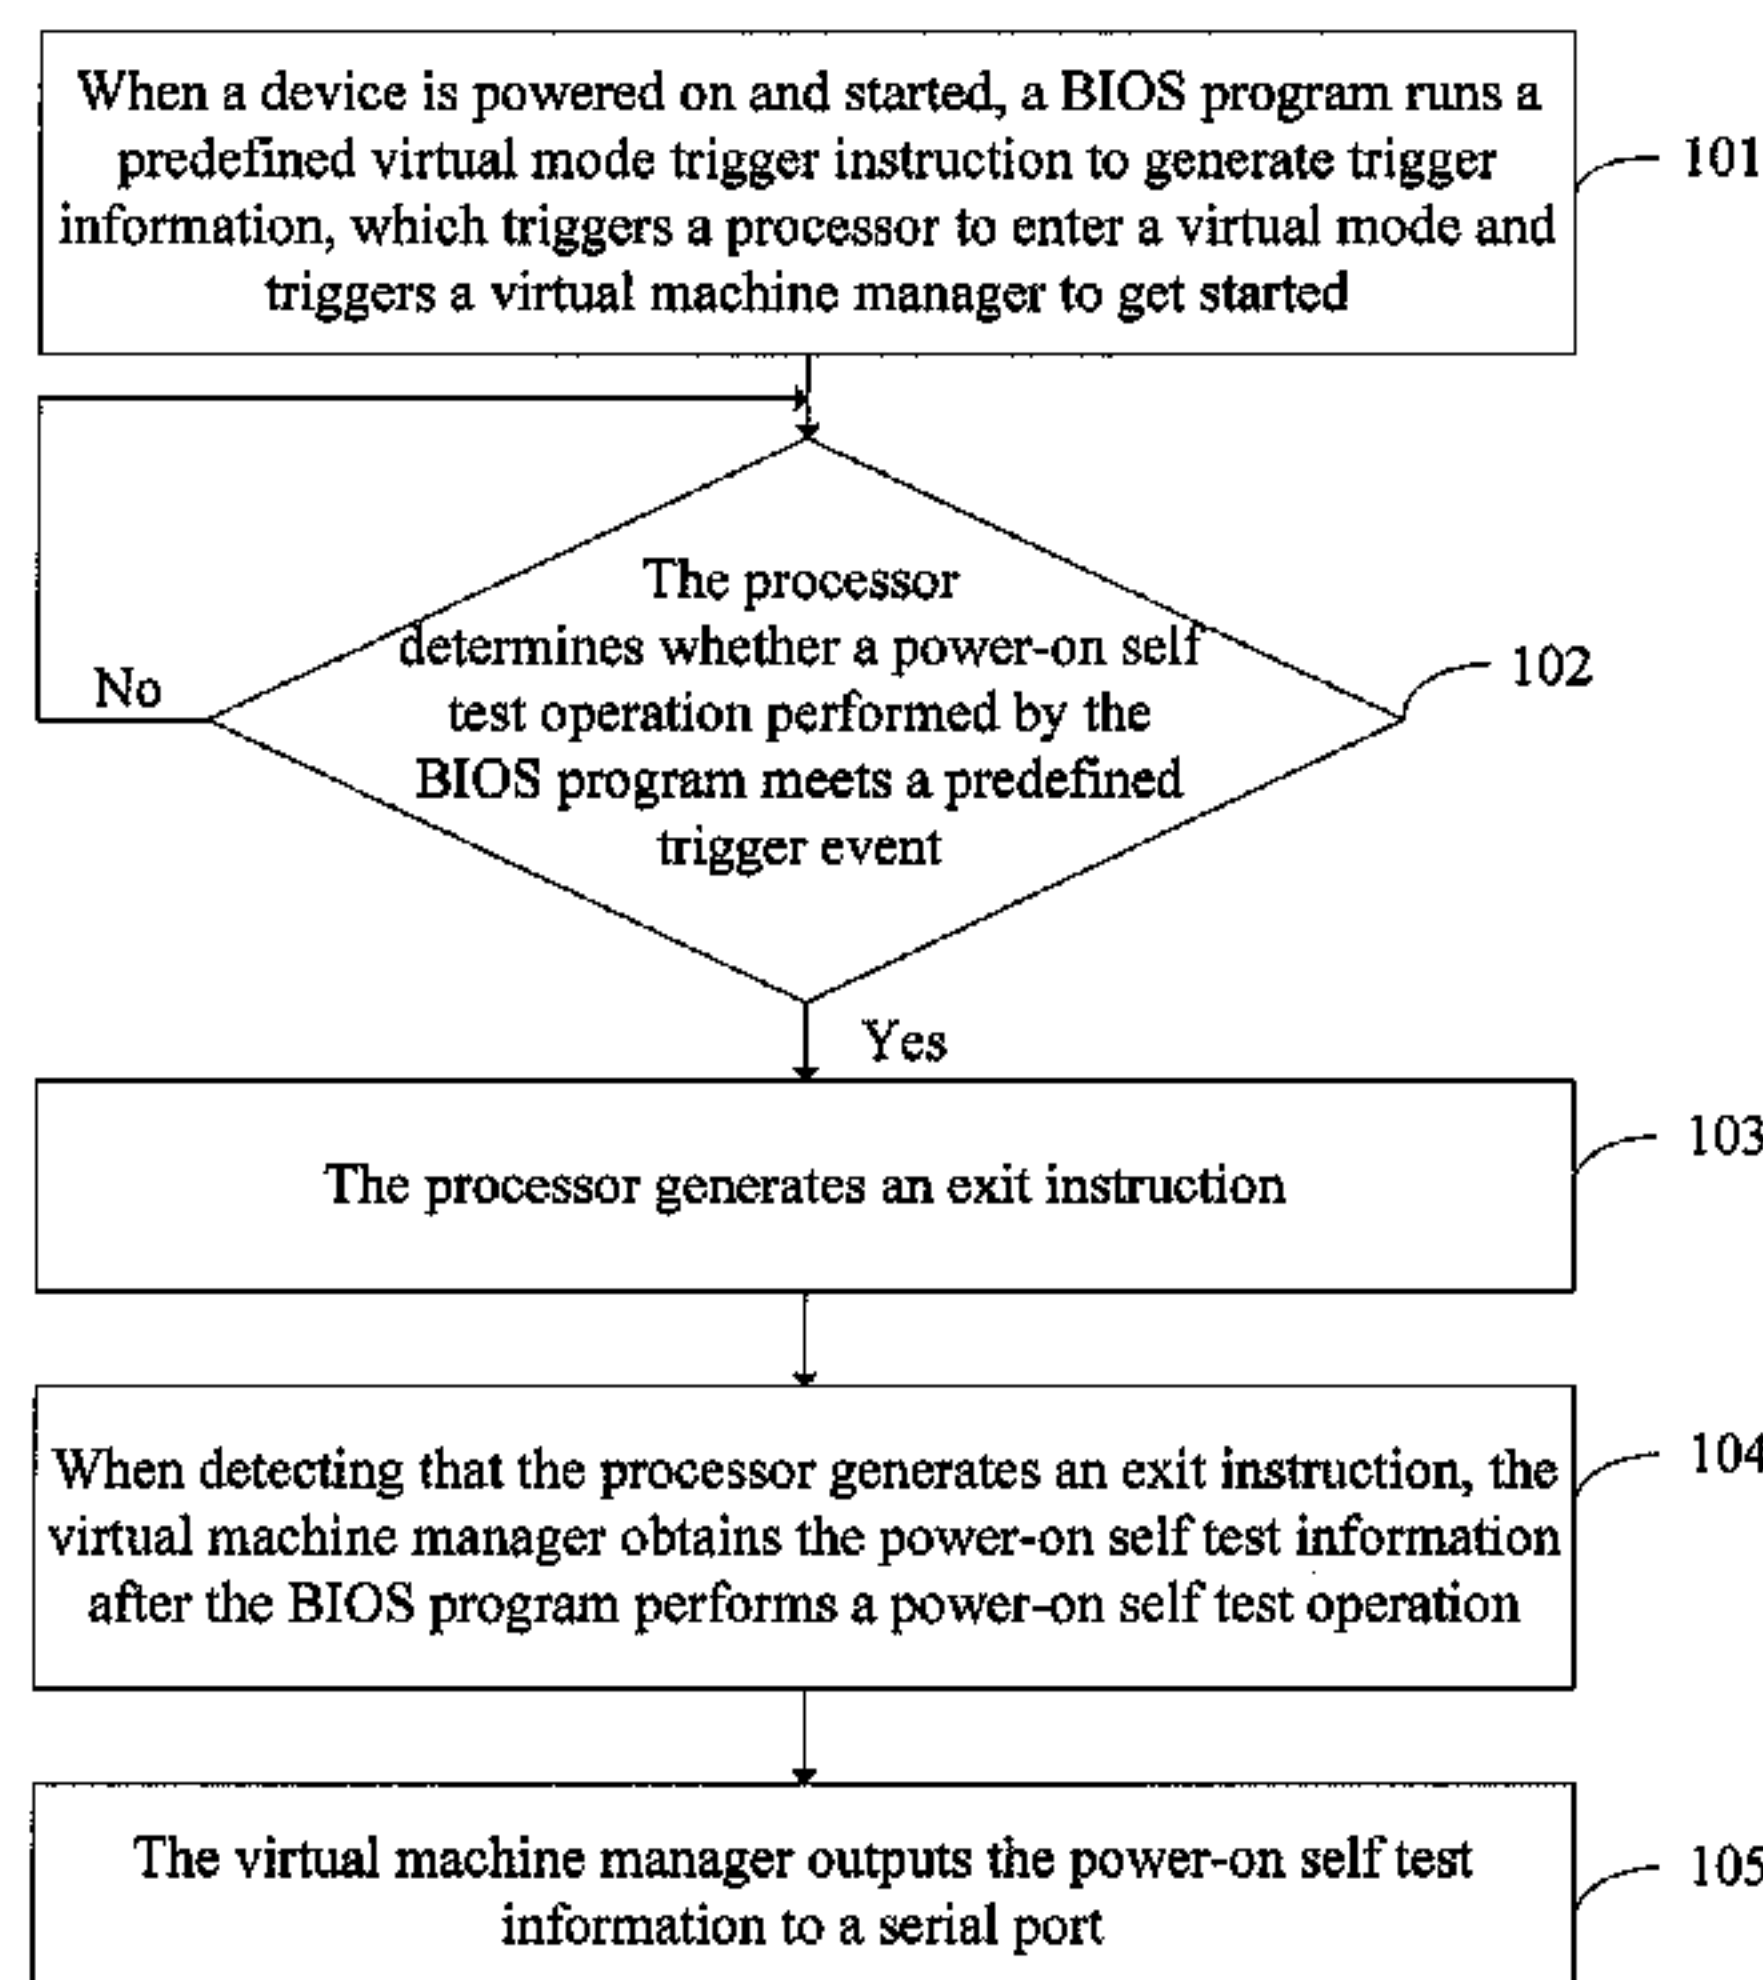 When a device is powered on and started, a BIOS program runs a
predefined virtual mode trigger instruction to generate trigger
information, which triggers a processor to enter a virtual mode and
triggers a virtual machine manager to get started
101
The processor
determines whether a power-on self
test operation performed by the
BIOS program meets a predefined
trigger event
102
No
Yes
The processor generates an exit instruction
103
When detecting that the processor generates an exit instruction, the
virtual machine manager obtains the power-on self test information
after the BIOS program performs a power-on self test operation
104
The virtual machine manager outputs the power-on self test
information to a serial port
105